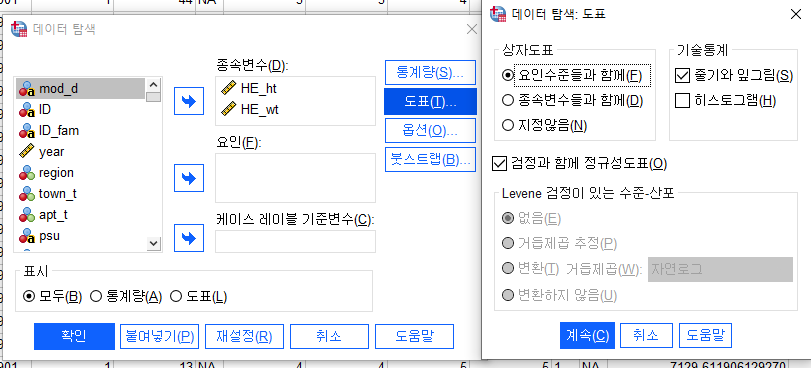 44 NA
데이터 탐색
종속변수(D):
mod_d
ID
ID_fam
year
region
town_t
apt_t
psu
HE_ht
HE_wt
요인(F):
케이스 레이블 기준변수(C):
통계량(S)...
도표(T)...
옵션(O)...
붓스트랩(B)...
표시
모두(B) 통계량(A) 도표(L)
확인 붙여넣기(P) 재설정(R) 취소 도움말
데이터 탐색: 도표
상자도표
요인수준들과 함께(F)
종속변수들과 함께(D)
지정않음(N)
기술통계
줄기와 잎그림(S)
히스토그램(H)
검정과 함께 정규성도표(O)
Levene 검정이 있는 수준-산포
없음(E)
거듭제곱 추정(P)
변환(T) 거듭제곱(W): 자연로그
변환하지 않음(U)
계속(C) 취소 도움말
901 1 13 NA 4 4 5 5 1 NA 7129.611906129270